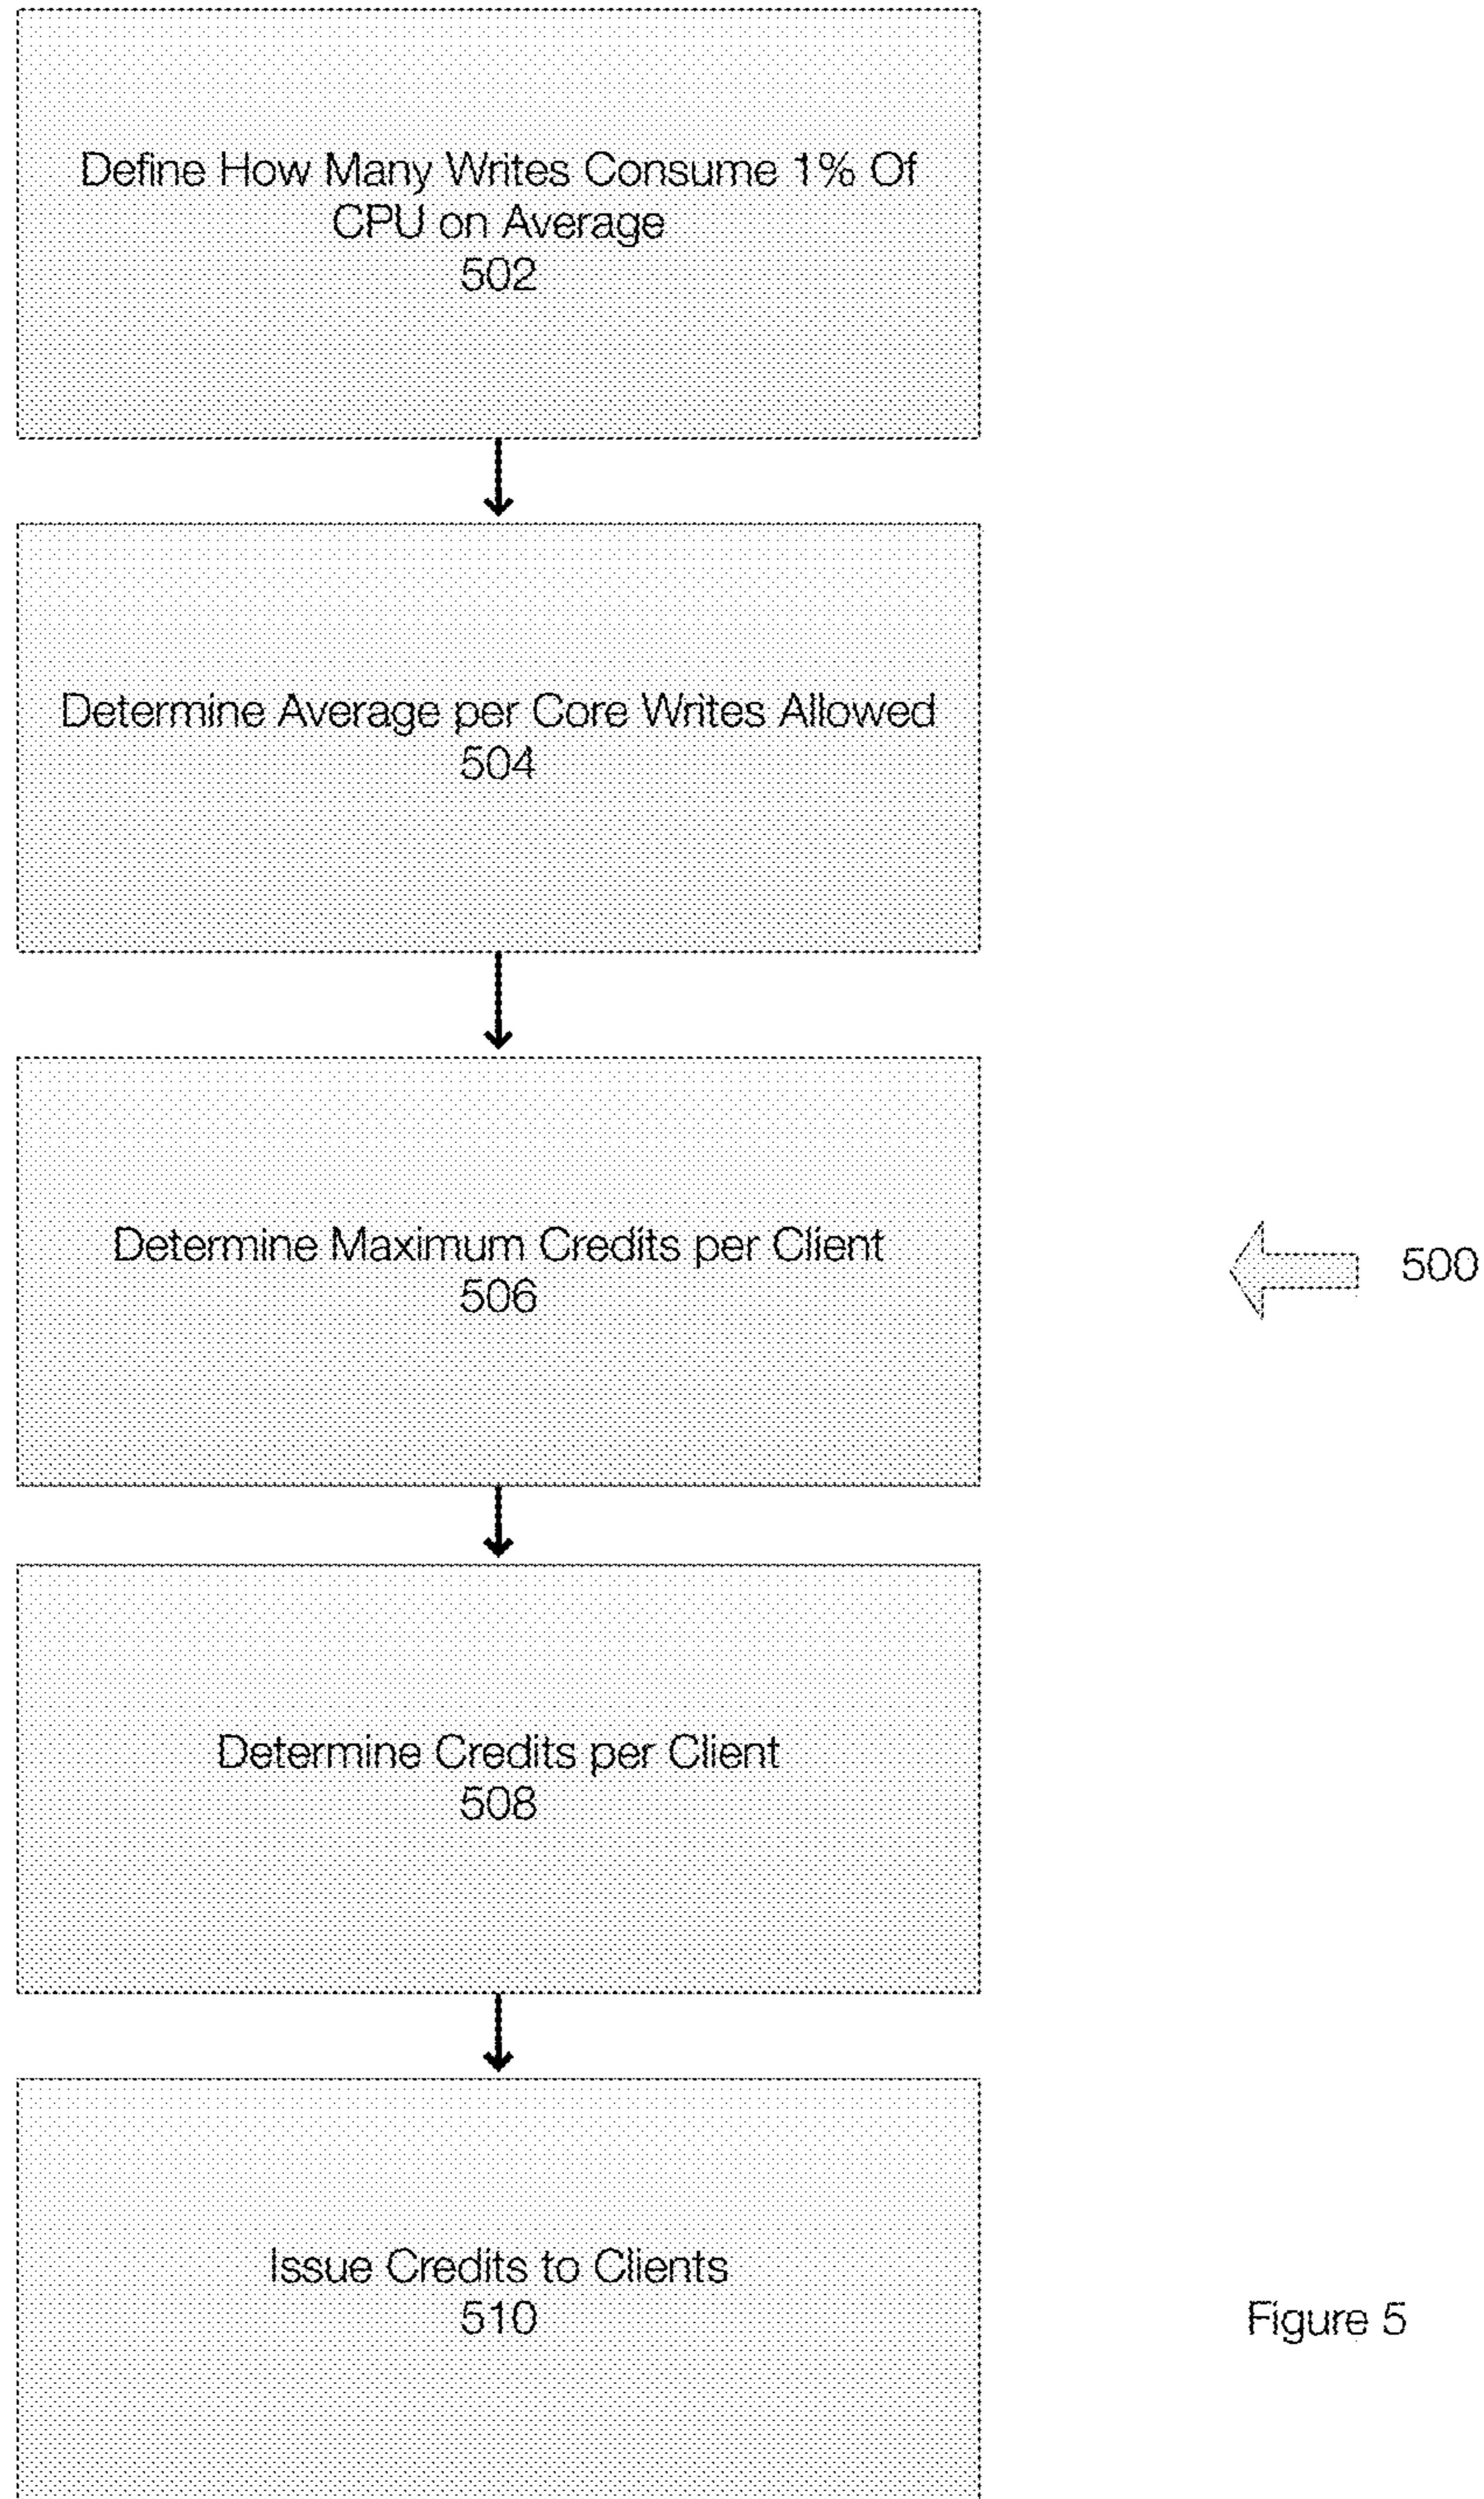 Define How Many Writes Consume 1% Of
CPU on Average
502
Determine Average per Core Writes Allowed
504
Determine Maximum Credits per Client
506
500
Determine Credits per Client
508
Issue Credits to Clients
510
Figure 5